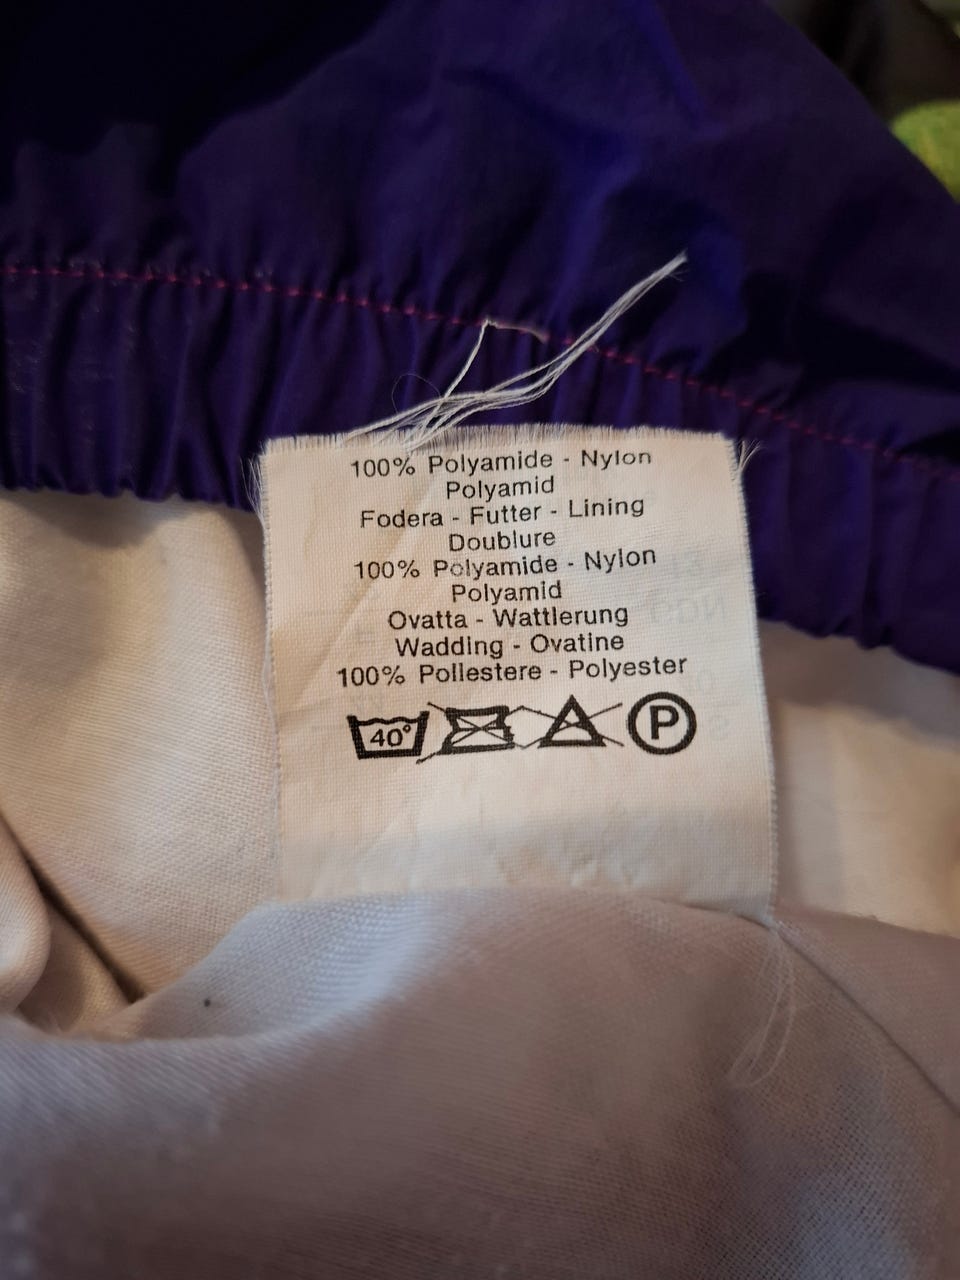 100% Polyamide - Nylon
Polyamid
Fodera - Futter - Lining
Doublure
100% Polyamide - Nylon
Polyamid
Ovatta - Wattlerung
Wadding - Ovatine
100% Pollestere - Polyester
40° P